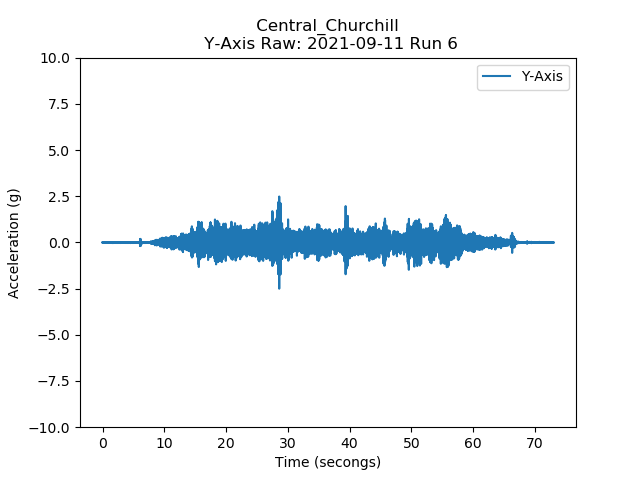 Central_Churchill
Y-Axis Raw: 2021-09-11 Run 6
10.0
7.5
5.0
2.5
0.0
−2.5
−5.0
−7.5
−10.0
Acceleration (g)
Y-Axis
0 10 20 30 40 50 60 70
Time (secongs)